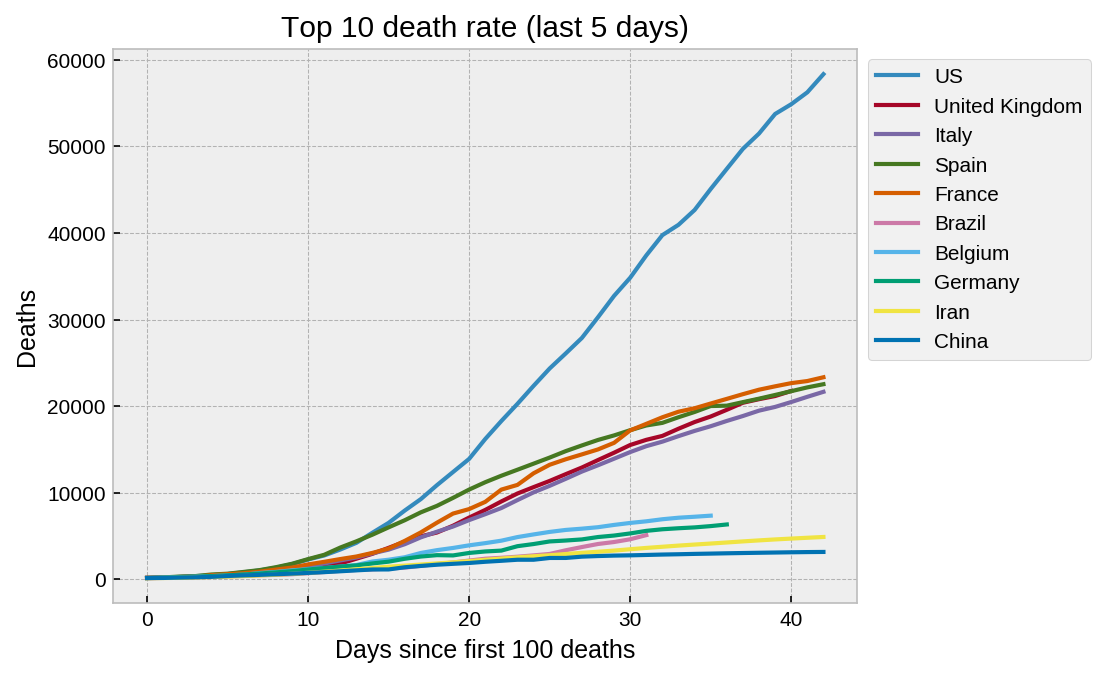 Top 10 death rate (last 5 days)
60000
50000
40000
30000
20000
10000
0
Deaths
0 10 20 30 40
Days since first 100 deaths
US
United Kingdom
Italy
Spain
France
Brazil
Belgium
Germany
Iran
China